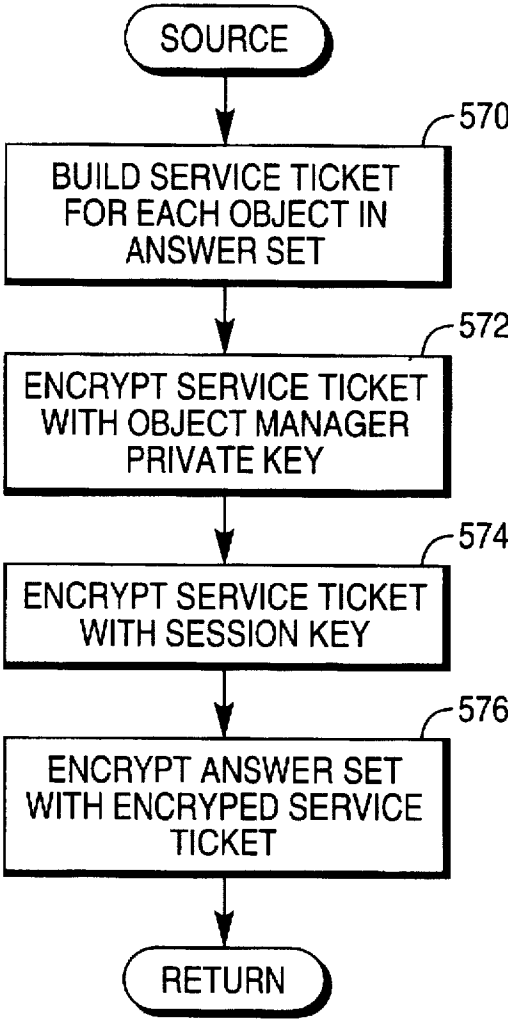 SOURCE
570
BUILD SERVICE TICKET
FOR EACH OBJECT IN
ANSWER SET
572
ENCRYPT SERVICE TICKET
WITH OBJECT MANAGER
PRIVATE KEY
574
ENCRYPT SERVICE TICKET
WITH SESSION KEY
576
ENCRYPT ANSWER SET
WITH ENCRYPED SERVICE
TICKET
RETURN